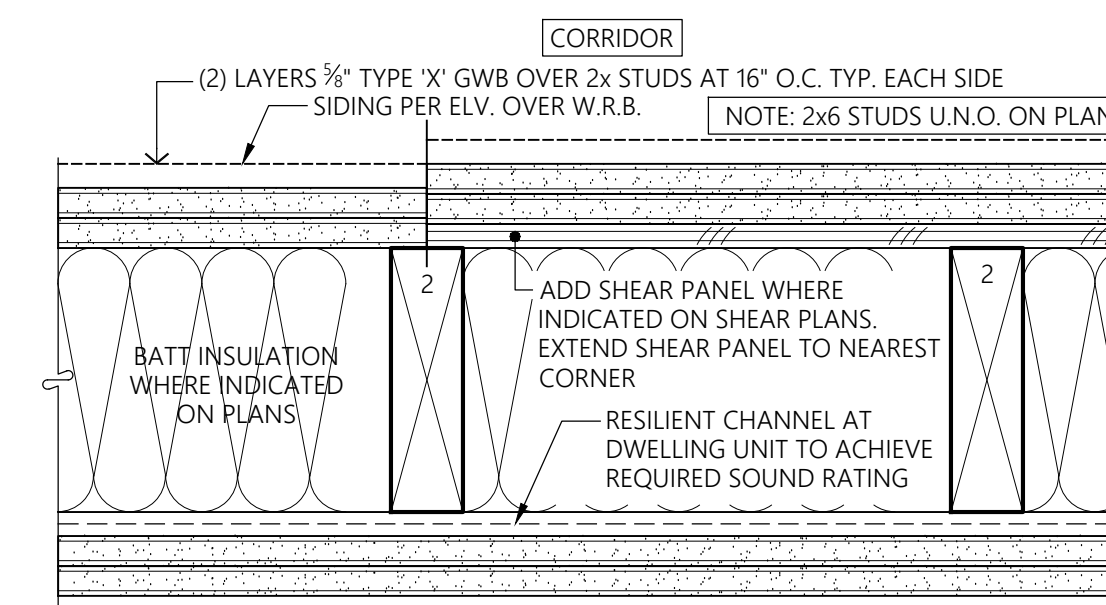 CORRIDOR
(2) LAYERS ⅝" TYPE 'X' GWB OVER 2x STUDS AT 16" O.C. TYP. EACH SIDE
SIDING PER ELV. OVER W.R.B.
NOTE: 2x6 STUDS U.N.O. ON PLAN
2
2
ADD SHEAR PANEL WHERE
INDICATED ON SHEAR PLANS.
EXTEND SHEAR PANEL TO NEAREST
CORNER
BATT INSULATION
WHERE INDICATED
ON PLANS
RESILIENT CHANNEL AT
DWELLING UNIT TO ACHIEVE
REQUIRED SOUND RATING